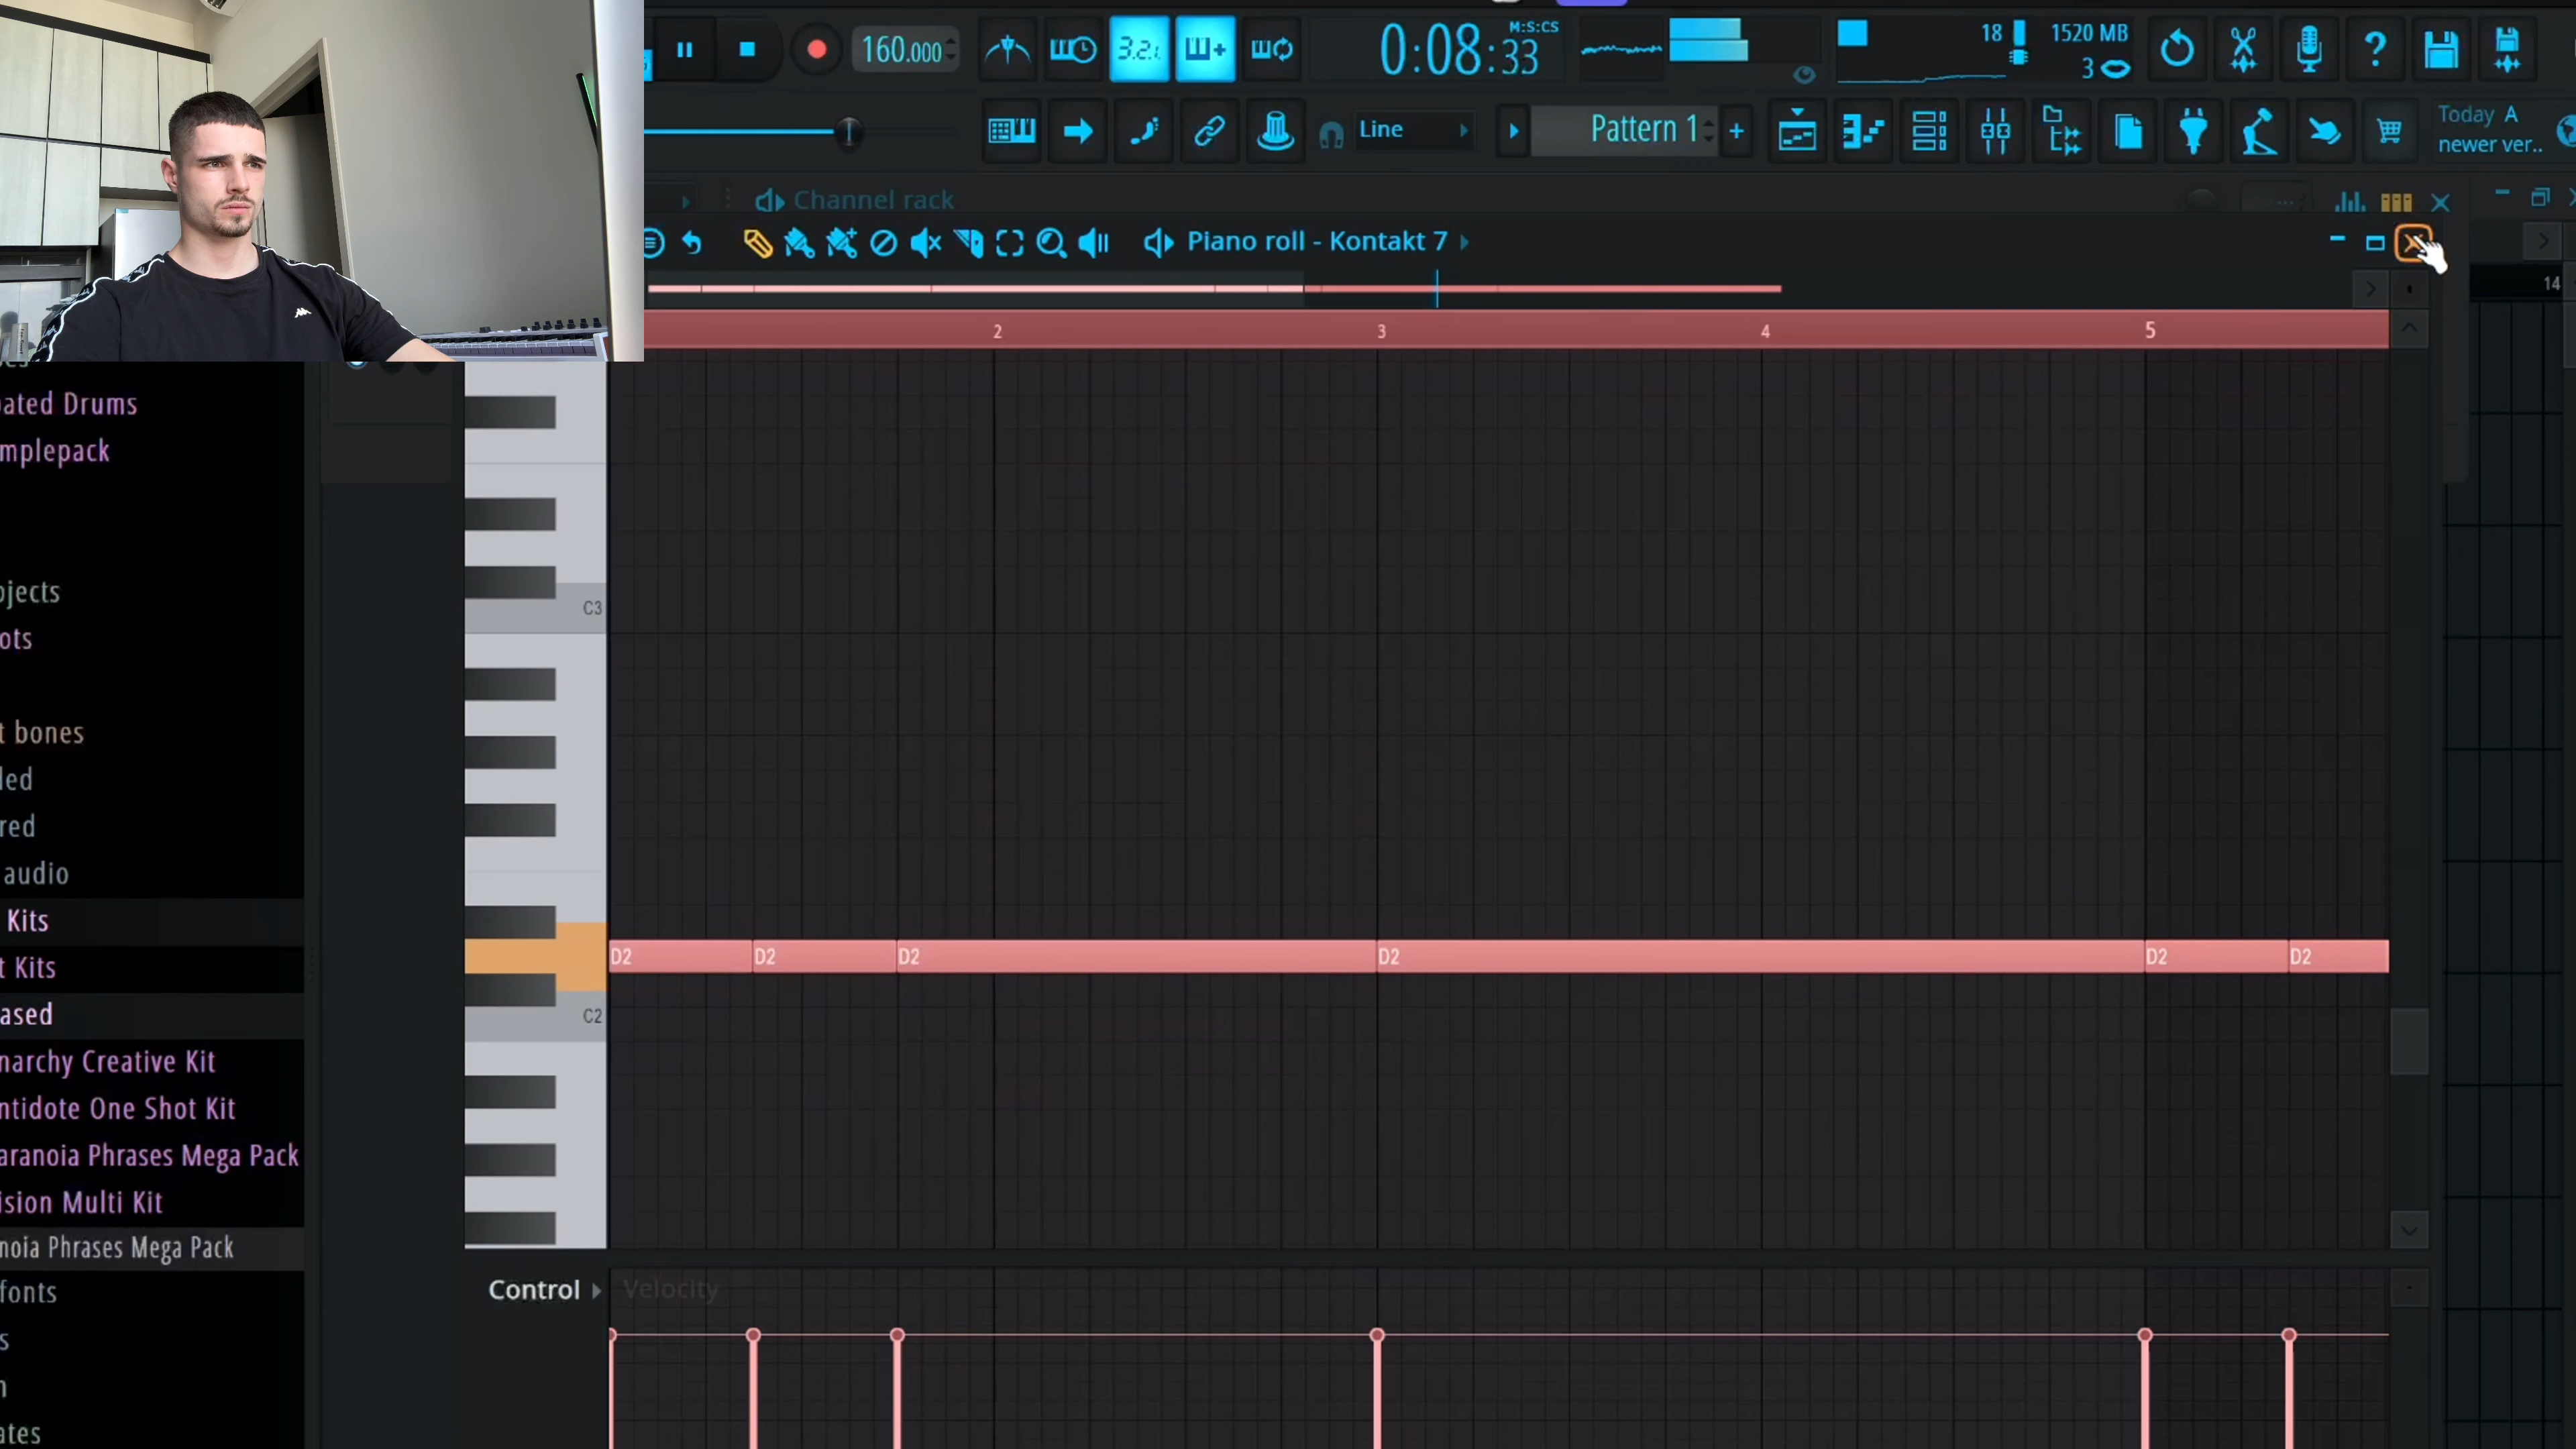 160.000
3.2.
0:08:33
M:S:CS
18
1520 MB
3
Line
Pattern 1
Today A
newer ver..
Channel rack
Piano roll - Kontakt 7
14
2
3
4
5
ated Drums
mplepack
ojects
ots
t bones
led
red
audio
Kits
t Kits
ased
narchy Creative Kit
ntidote One Shot Kit
aranoia Phrases Mega Pack
ision Multi Kit
noia Phrases Mega Pack
fonts
s
ates
C3
D2
D2
D2
D2
D2
D2
C2
Control
Velocity